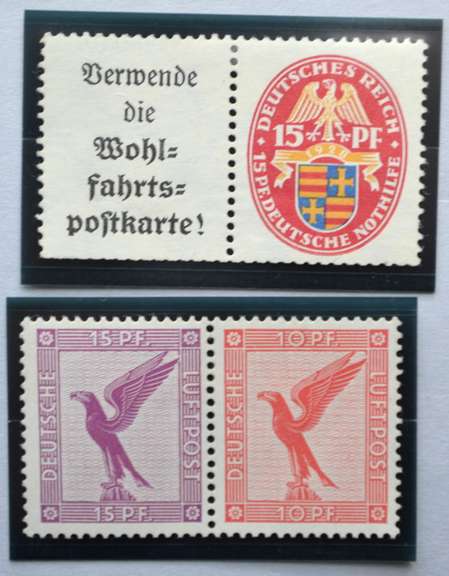 Verwende
die
Wohl=
fahrts=
postkarte!
DEUTSCHES REICH
15 PF
1928
15 PF. DEUTSCHE NOTHILFE
15 PF.
DEUTSCHE
LUFTPOST
15 PF.
10 PF.
DEUTSCHE
LUFTPOST
10 PF.